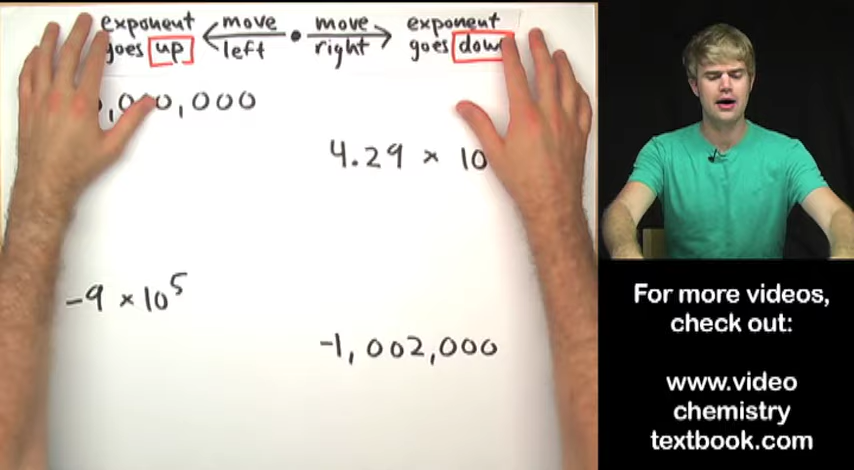 exponent goes up
move left
move right
exponent goes
,000,000
4.29 × 10
-9 × 10⁵
-1,002,000
For more videos,
check out:
www.video
chemistry
textbook.com